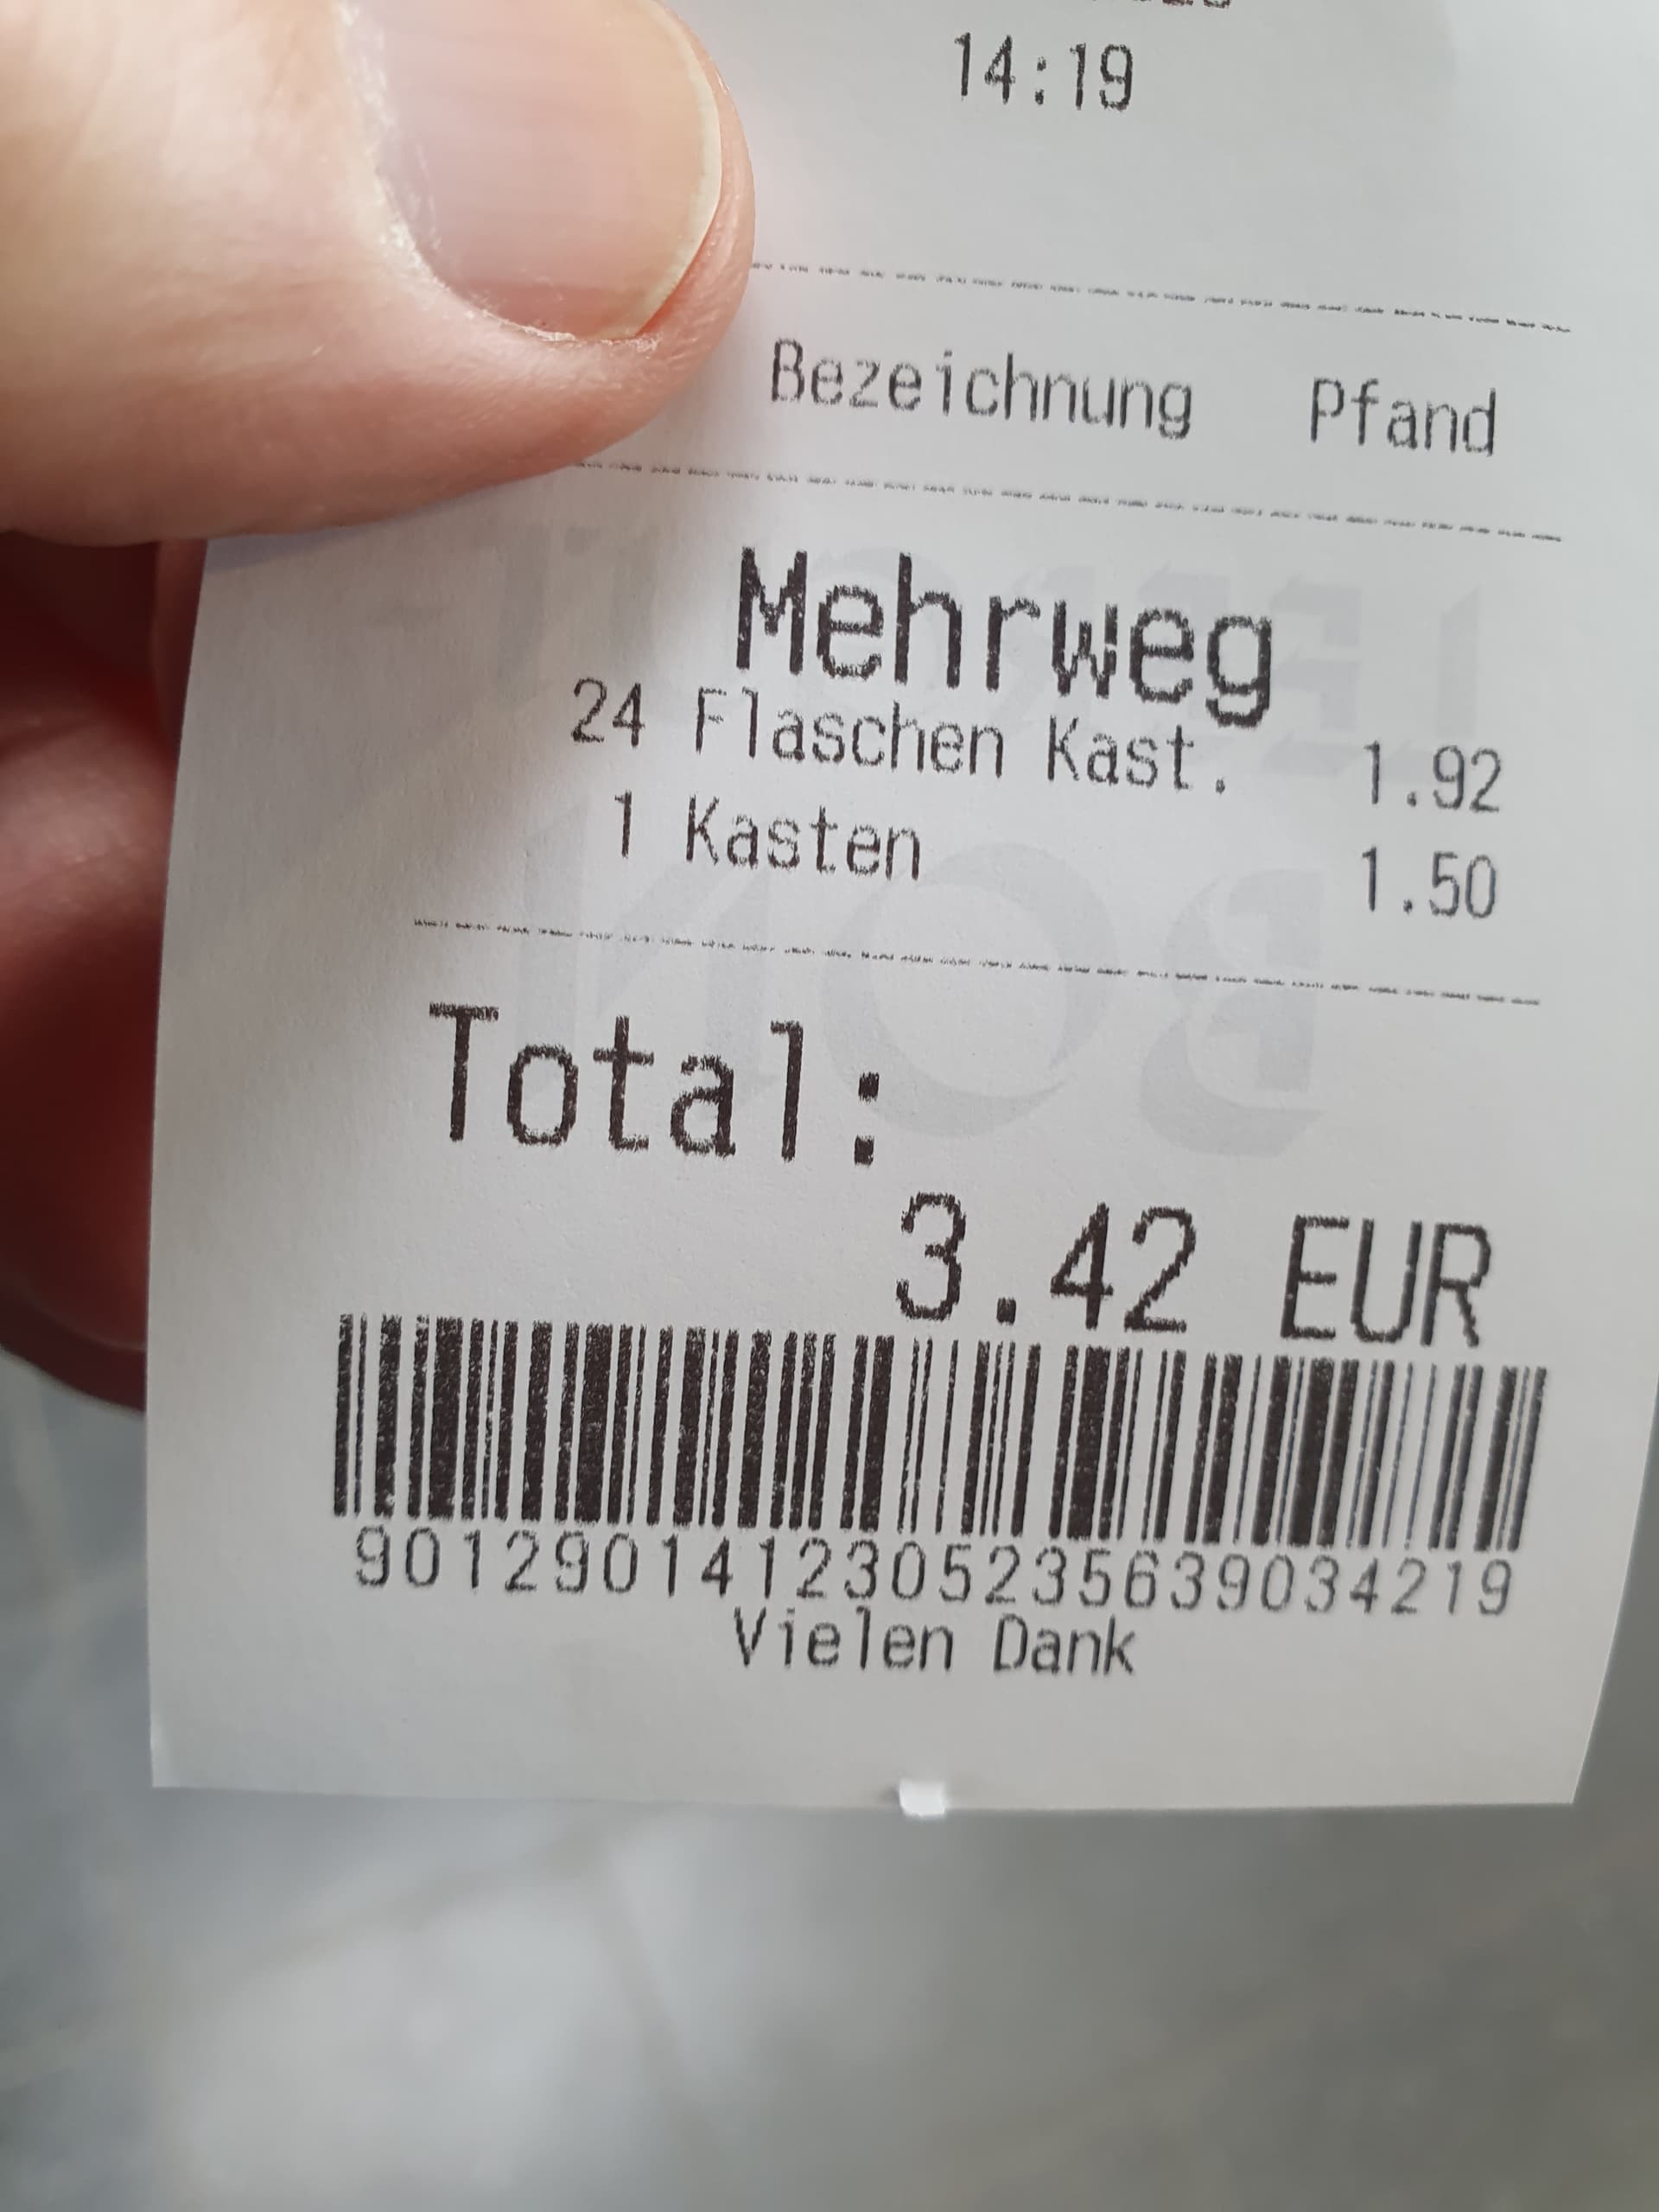 14:19
Bezeichnung Pfand
Mehrweg
24 Flaschen Kast. 1.92
1 Kasten 1.50
Total:
3.42 EUR
9012901412305235639034219
Vielen Dank